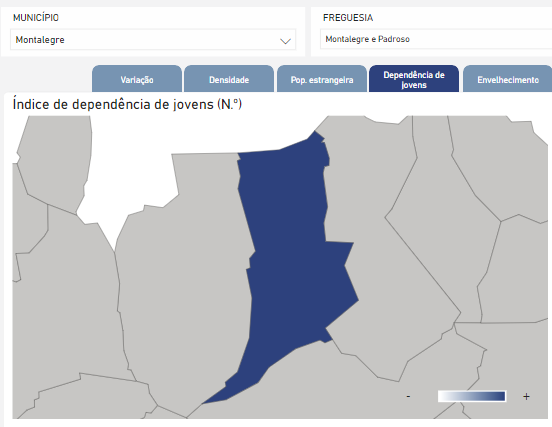 MUNICÍPIO
FREGUESIA
Montalegre
Montalegre e Padroso
Variação
Densidade
Pop. estrangeira
Dependência de
jovens
Envelhecimento
Índice de dependência de jovens (N.º)
- +